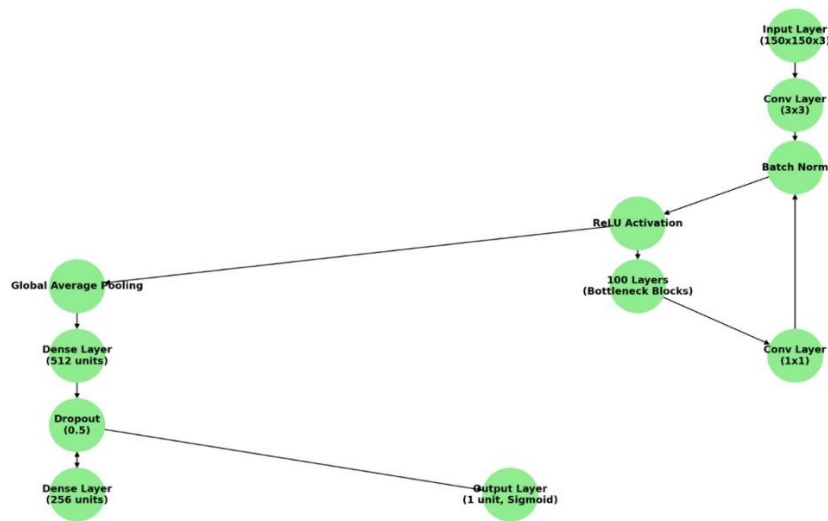 Input Layer
(150x150x3)
Conv Layer
(3x3)
Batch Norm
ReLU Activation
Global Average Pooling
100 Layers
(Bottleneck Blocks)
Dense Layer
(512 units)
Conv Layer
(1x1)
Dropout
(0.5)
Dense Layer
(256 units)
Output Layer
(1 unit, Sigmoid)